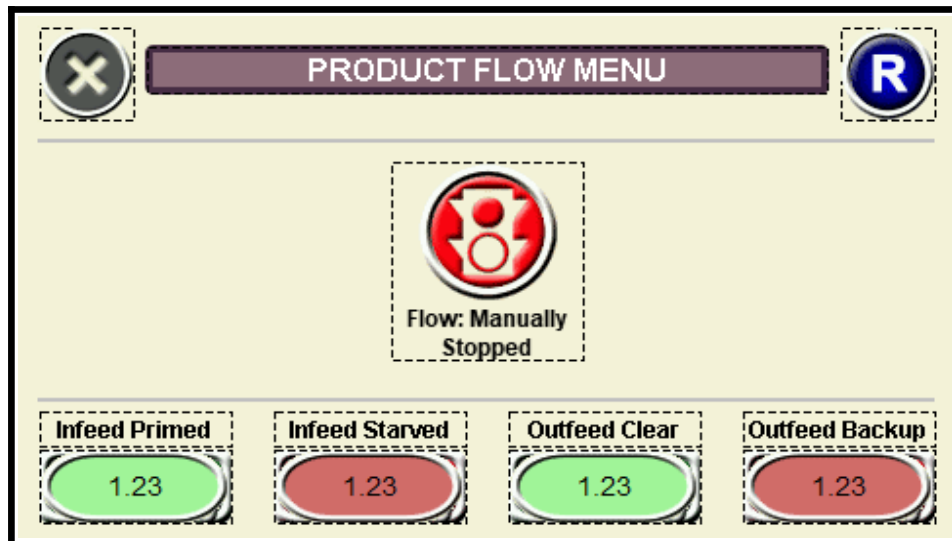 PRODUCT FLOW MENU
R
Flow: Manually
Stopped
Infeed Primed
Infeed Starved
Outfeed Clear
Outfeed Backup
1.23
1.23
1.23
1.23